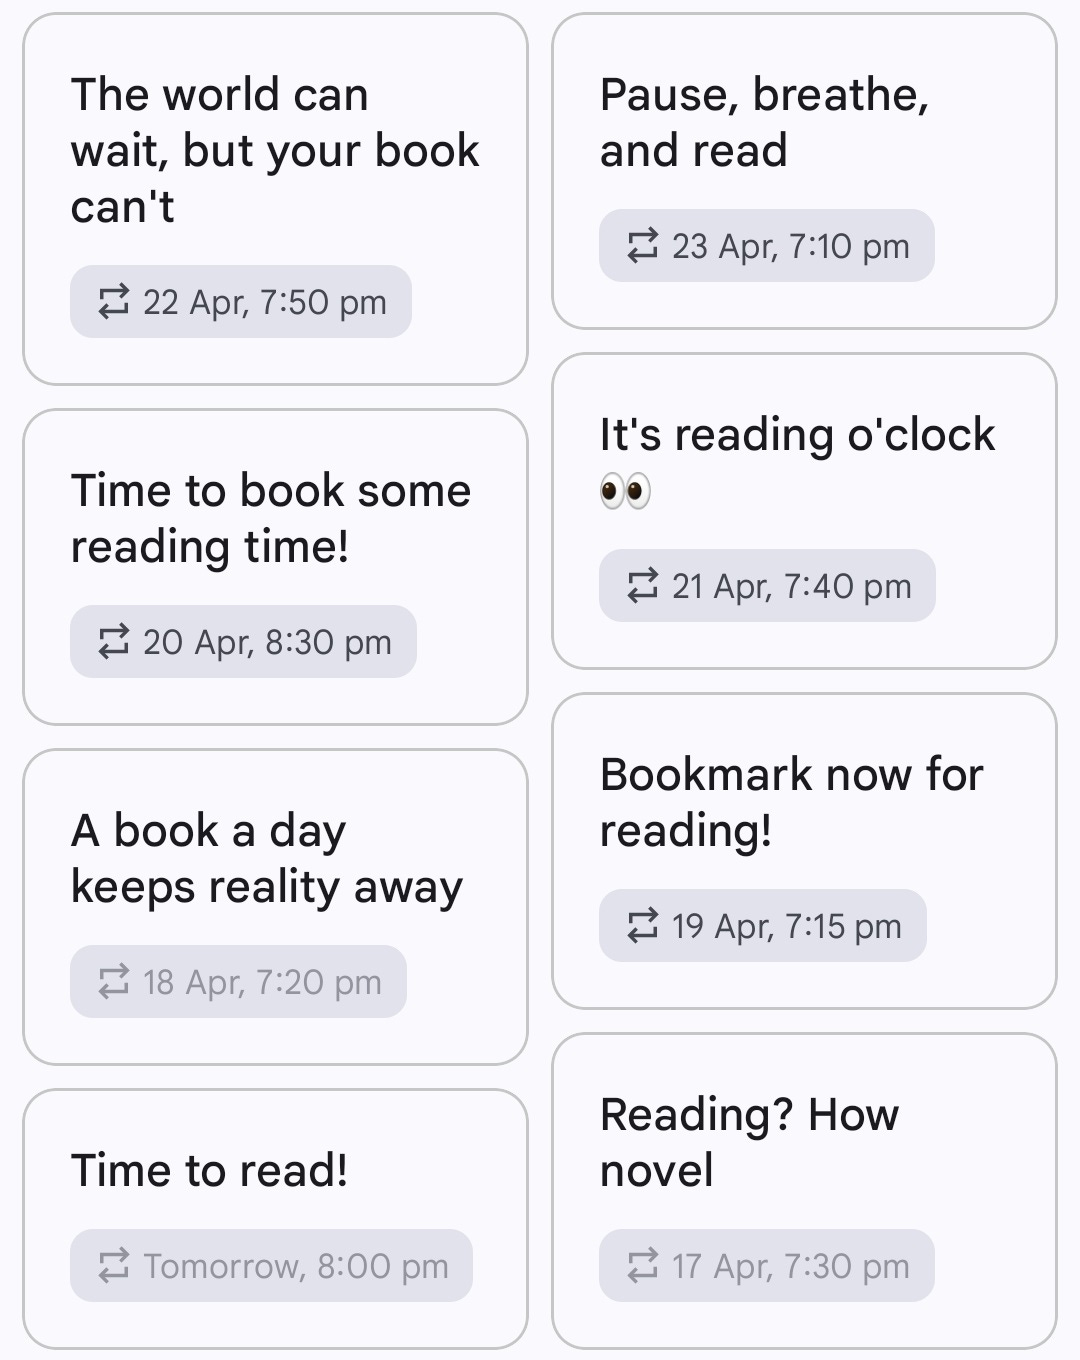 The world can
wait, but your book
can't
22 Apr, 7:50 pm
Pause, breathe,
and read
23 Apr, 7:10 pm
Time to book some
reading time!
20 Apr, 8:30 pm
It's reading o'clock
👀
21 Apr, 7:40 pm
A book a day
keeps reality away
18 Apr, 7:20 pm
Bookmark now for
reading!
19 Apr, 7:15 pm
Time to read!
Tomorrow, 8:00 pm
Reading? How
novel
17 Apr, 7:30 pm